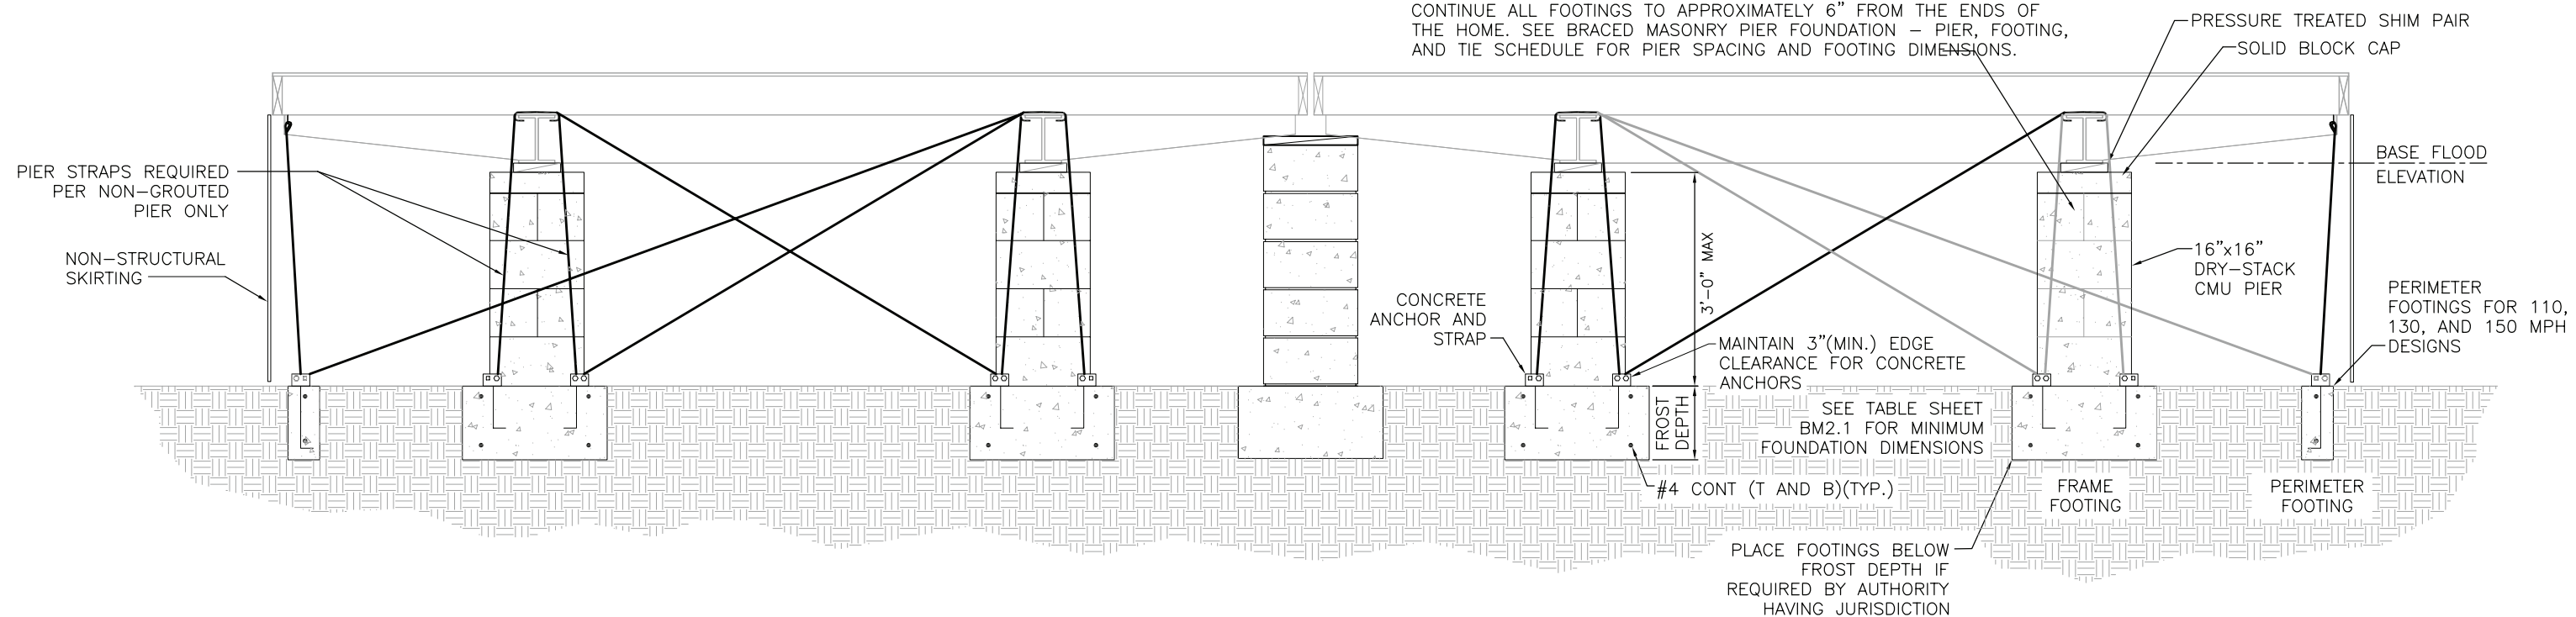 CONTINUE ALL FOOTINGS TO APPROXIMATELY 6" FROM THE ENDS OF
THE HOME. SEE BRACED MASONRY PIER FOUNDATION – PIER, FOOTING,
AND TIE SCHEDULE FOR PIER SPACING AND FOOTING DIMENSIONS.
PRESSURE TREATED SHIM PAIR
SOLID BLOCK CAP
PIER STRAPS REQUIRED
PER NON-GROUTED
PIER ONLY
NON-STRUCTURAL
SKIRTING
BASE FLOOD
ELEVATION
3'-0" MAX
16"x16"
DRY-STACK
CMU PIER
CONCRETE
ANCHOR AND
STRAP
PERIMETER
FOOTINGS FOR 110,
130, AND 150 MPH
DESIGNS
MAINTAIN 3"(MIN.) EDGE
CLEARANCE FOR CONCRETE
ANCHORS
FROST
DEPTH
SEE TABLE SHEET
BM2.1 FOR MINIMUM
FOUNDATION DIMENSIONS
#4 CONT (T AND B)(TYP.)
FRAME
FOOTING
PERIMETER
FOOTING
PLACE FOOTINGS BELOW
FROST DEPTH IF
REQUIRED BY AUTHORITY
HAVING JURISDICTION